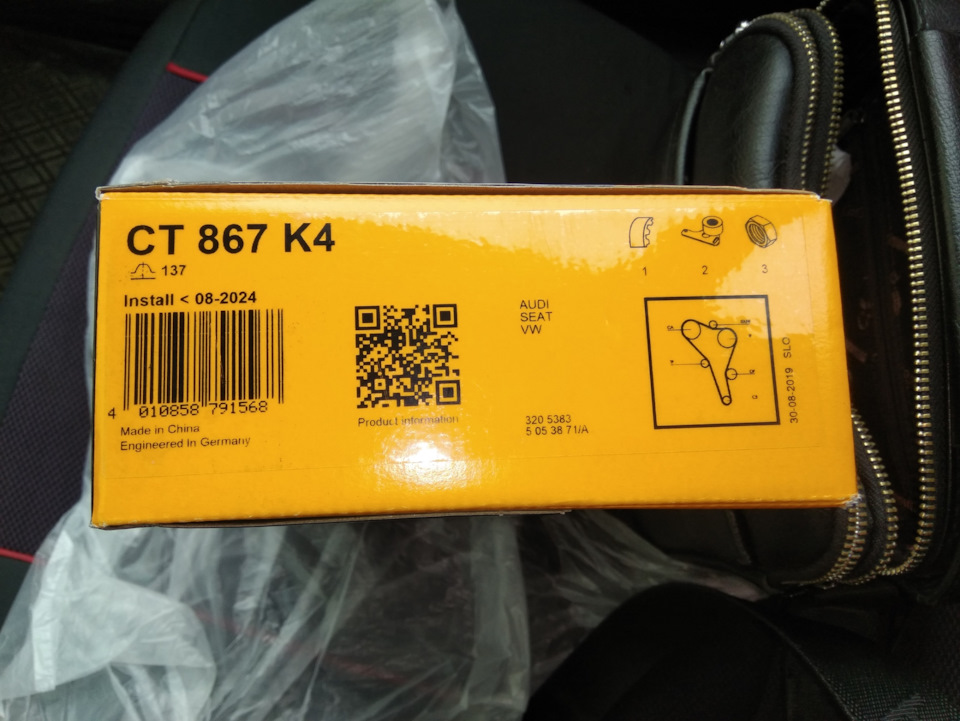 CT 867 K4
137
Install < 08-2024
4 010858 791568
Made in China
Engineered In Germany
Product information
AUDI
SEAT
VW
320 5383
5 05 38 71/A
1 2 3
30-08-2019 SLO